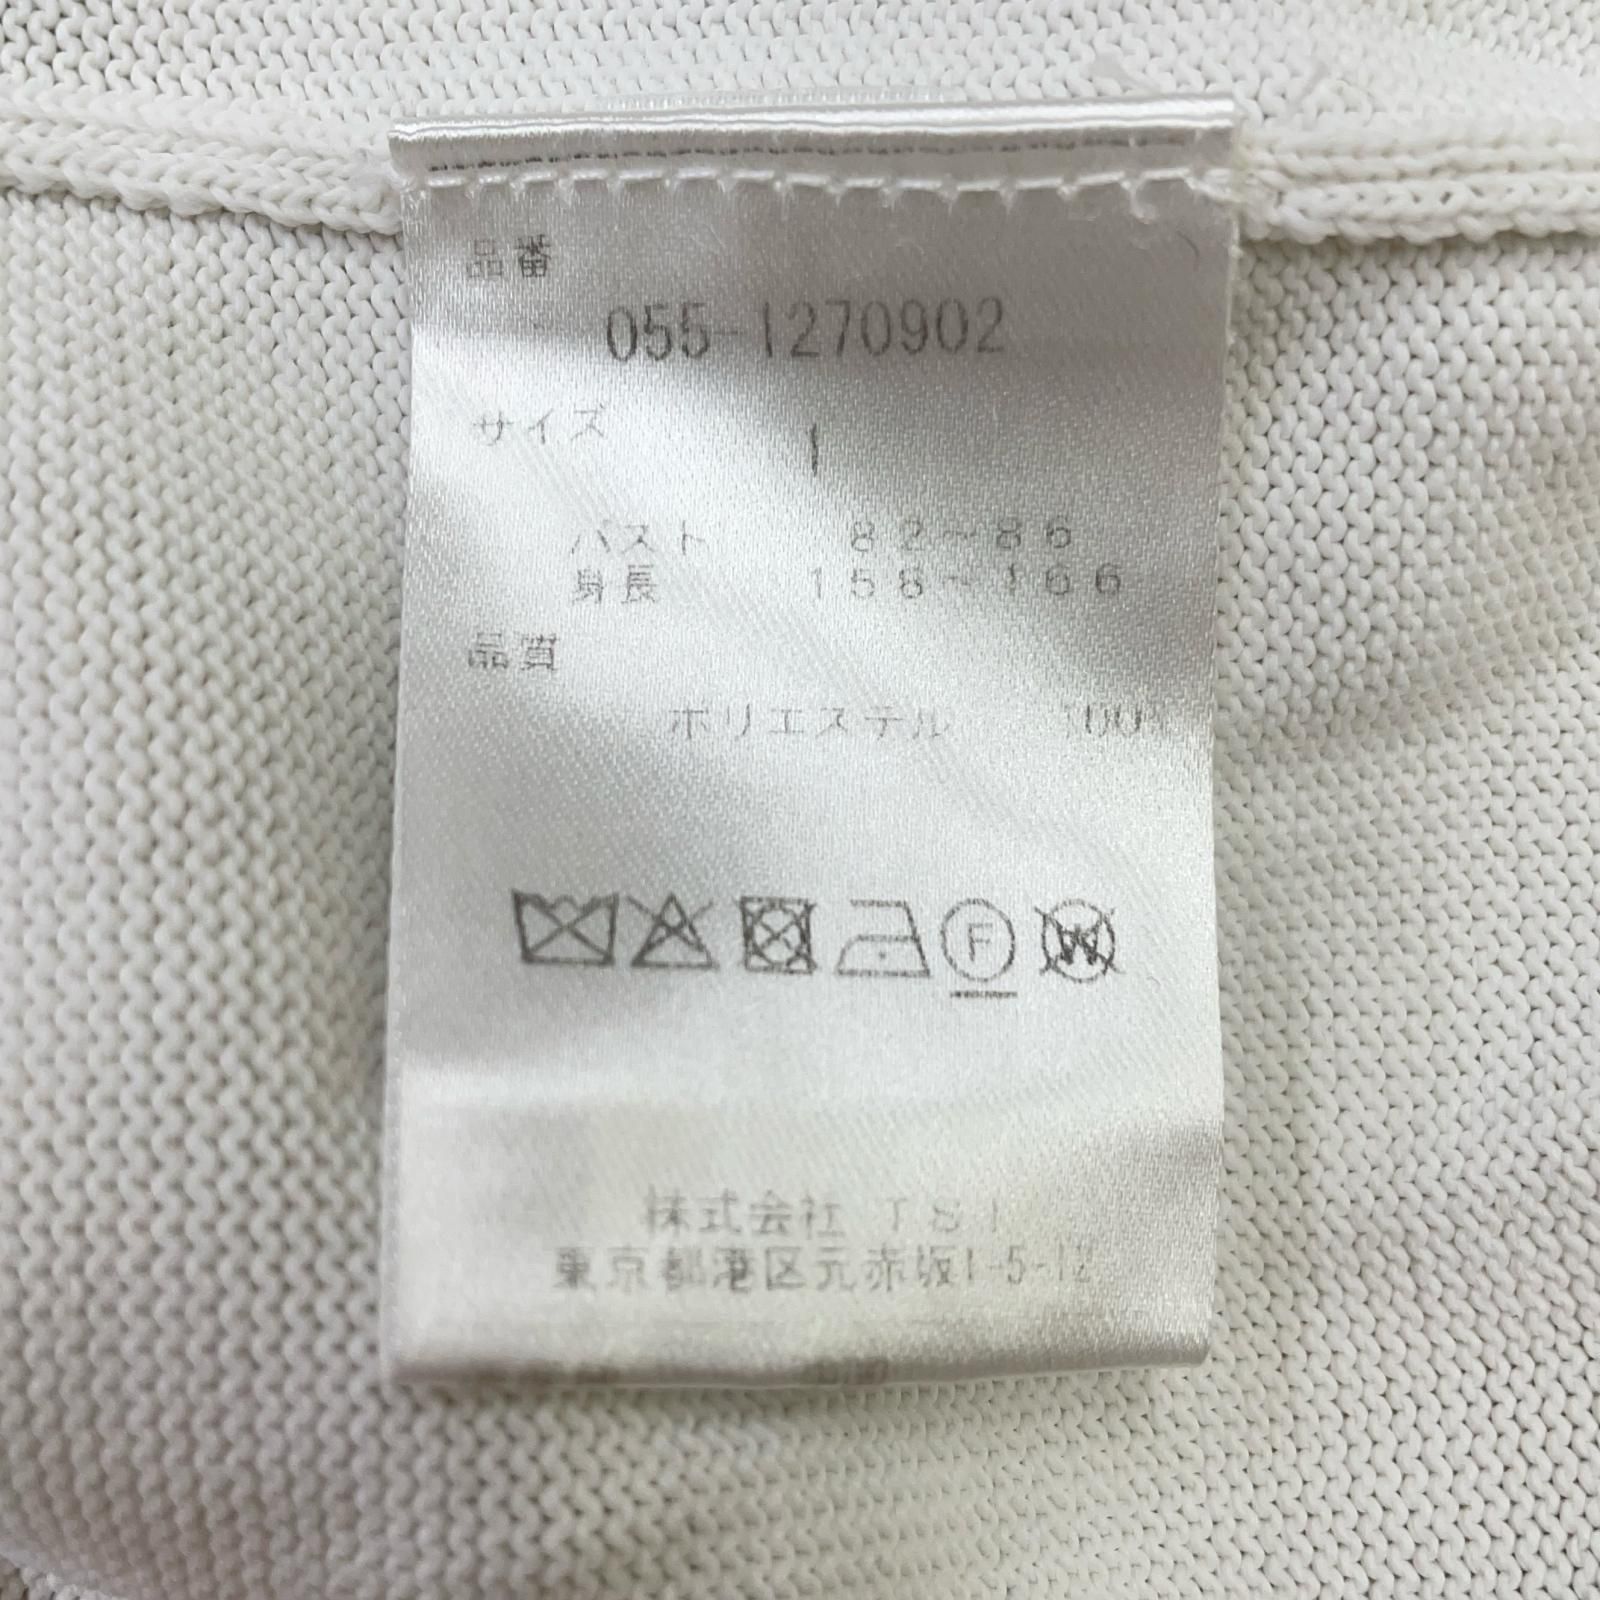 品番
055-1270902
サイズ 1
バスト 82~86
身長 158~166
品質
ポリエステル 100%
F W
株式会社 TSI
東京都港区元赤坂1-5-12